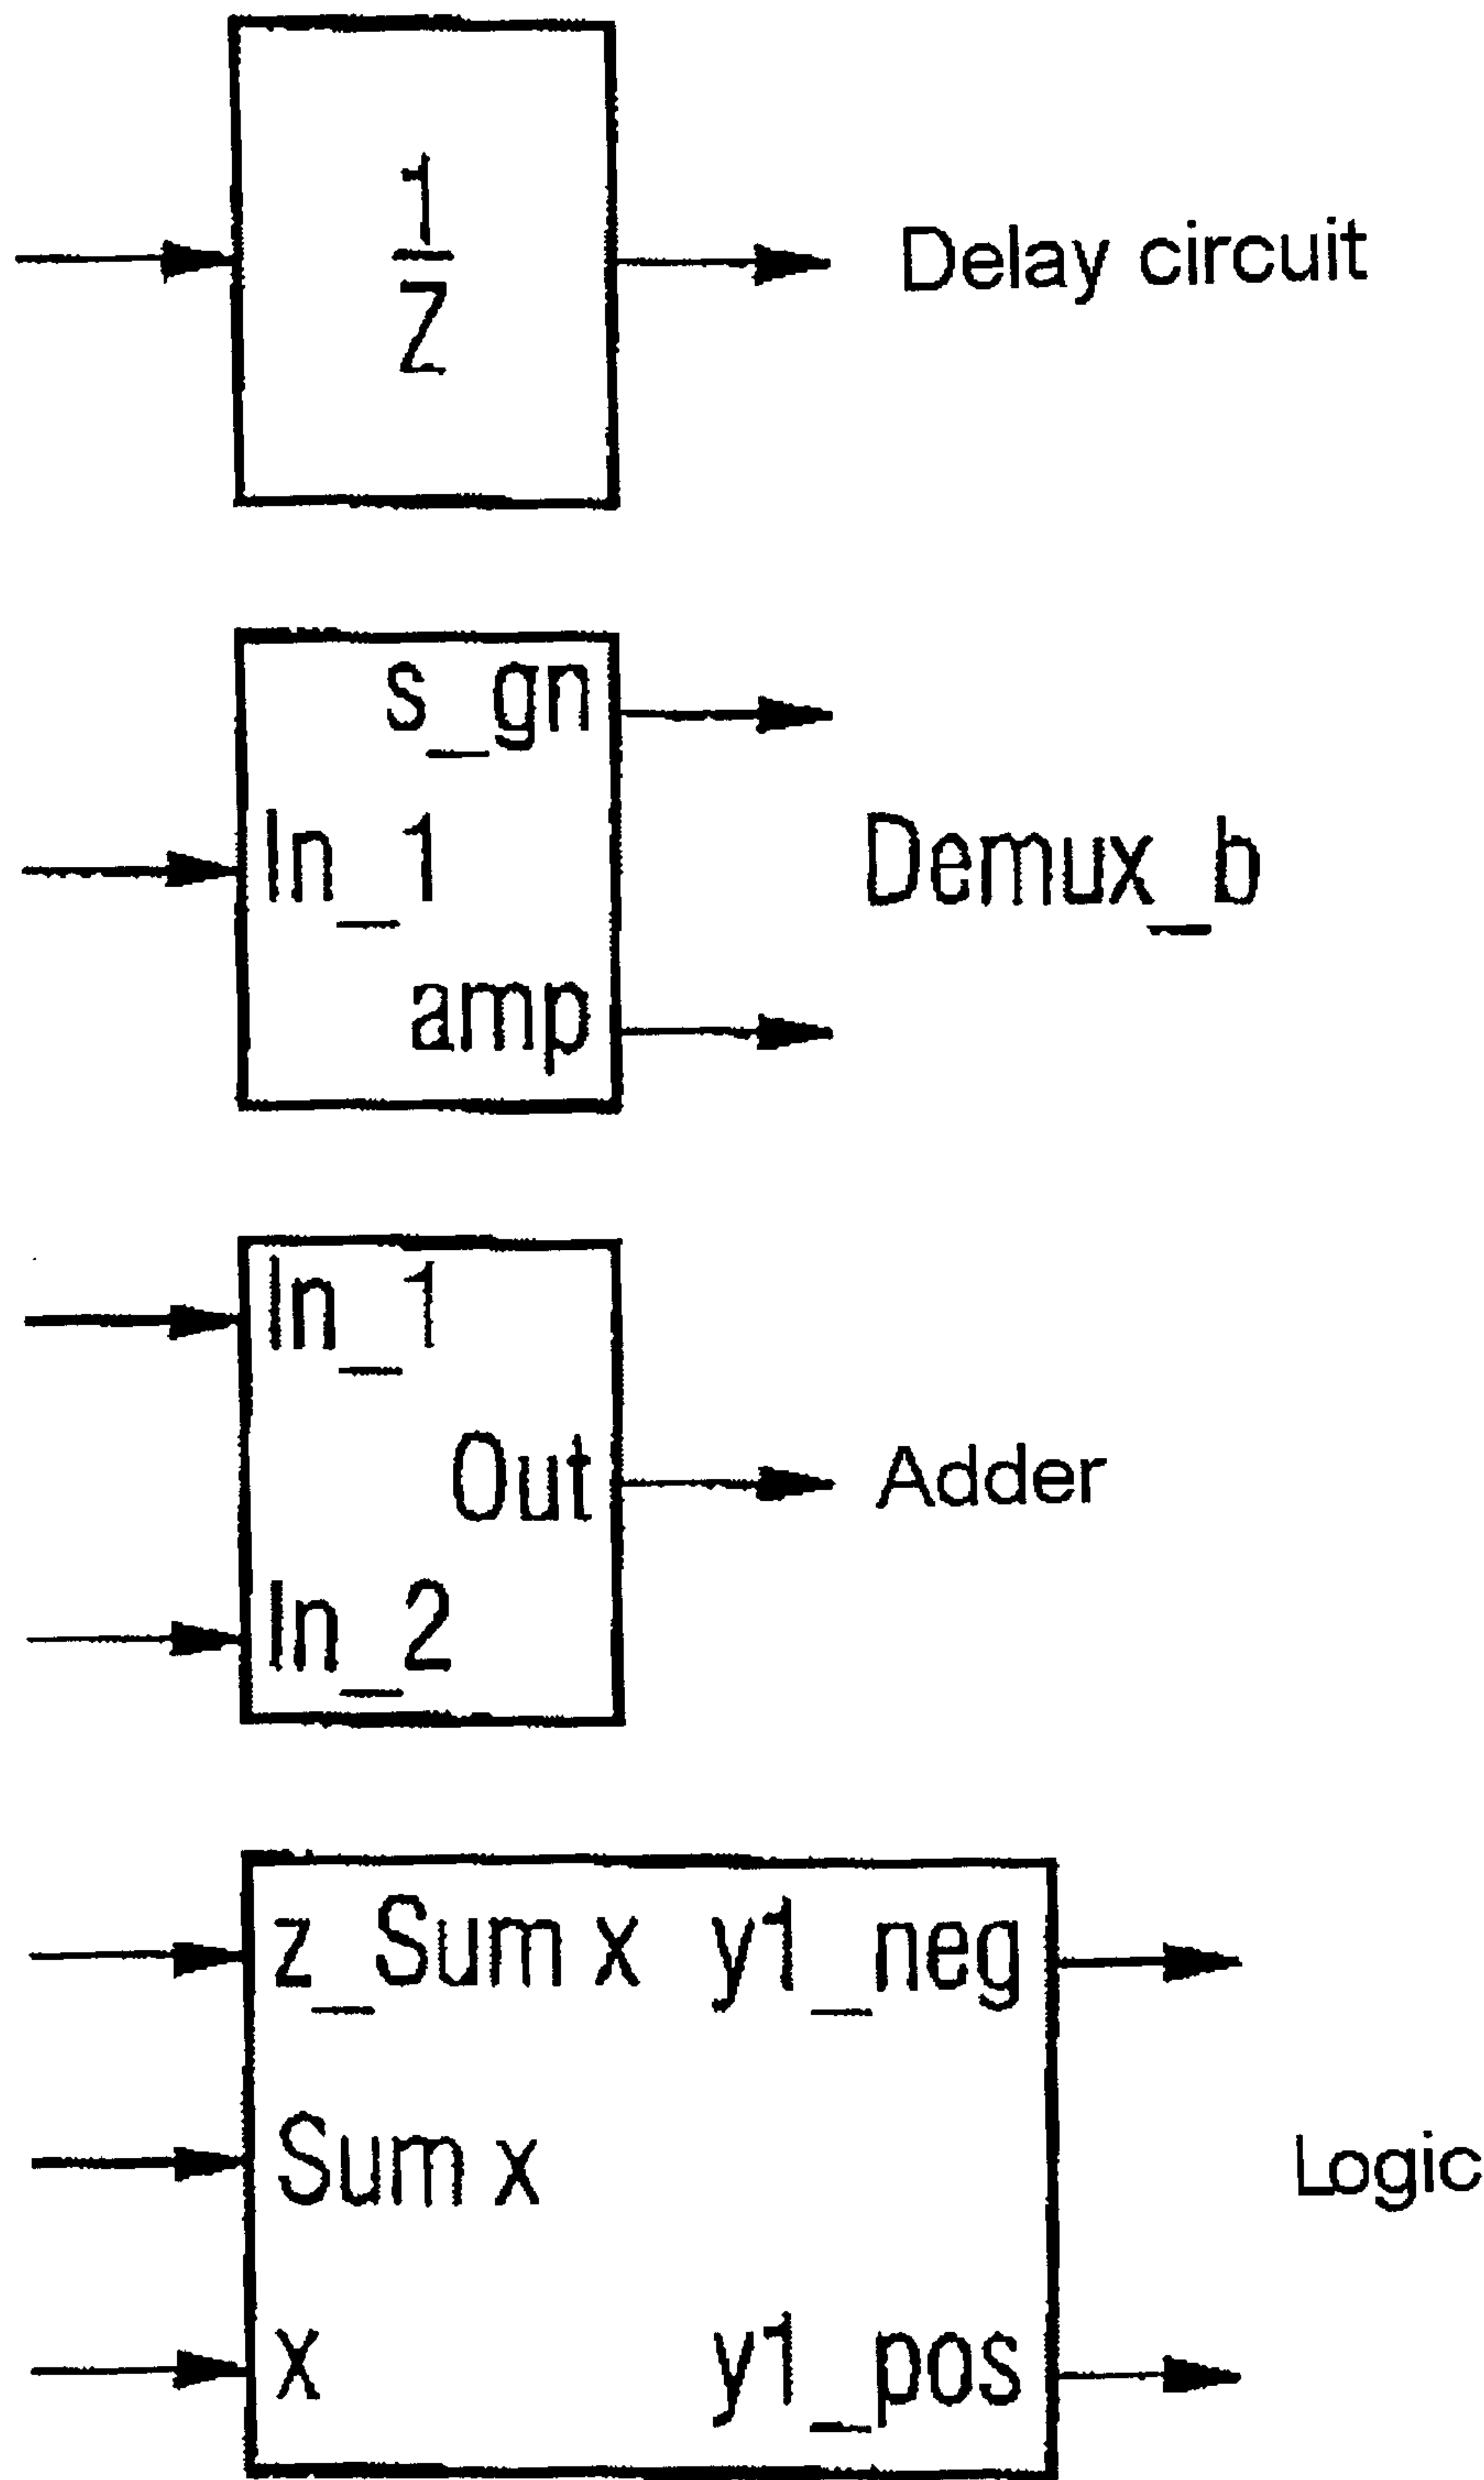 1
Z
Delay circuit
s_gn
In_1
Demux_b
amp
In_1
Out
Adder
In_2
z_Sum x y1_neg
Sum x
Logic
x y1_pos